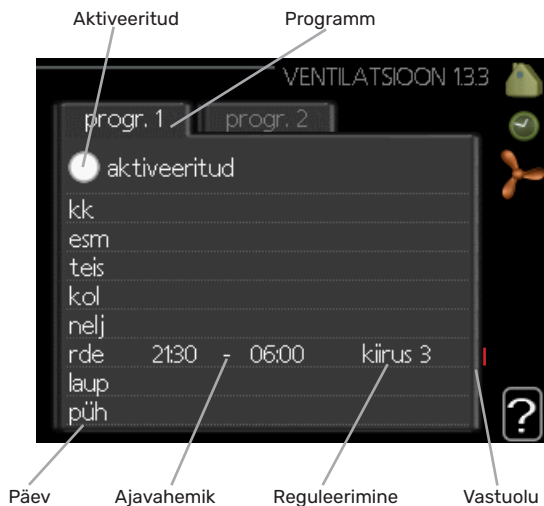 Aktiveeritud Programm
VENTILATSIOON 1.3.3
progr. 1 progr. 2
aktiveeritud
kk
esm
teis
kol
nelj
rde 21:30 - 06:00 kiirus 3
laup
püh
?
Päev Ajavahemik Reguleerimine Vastuolu